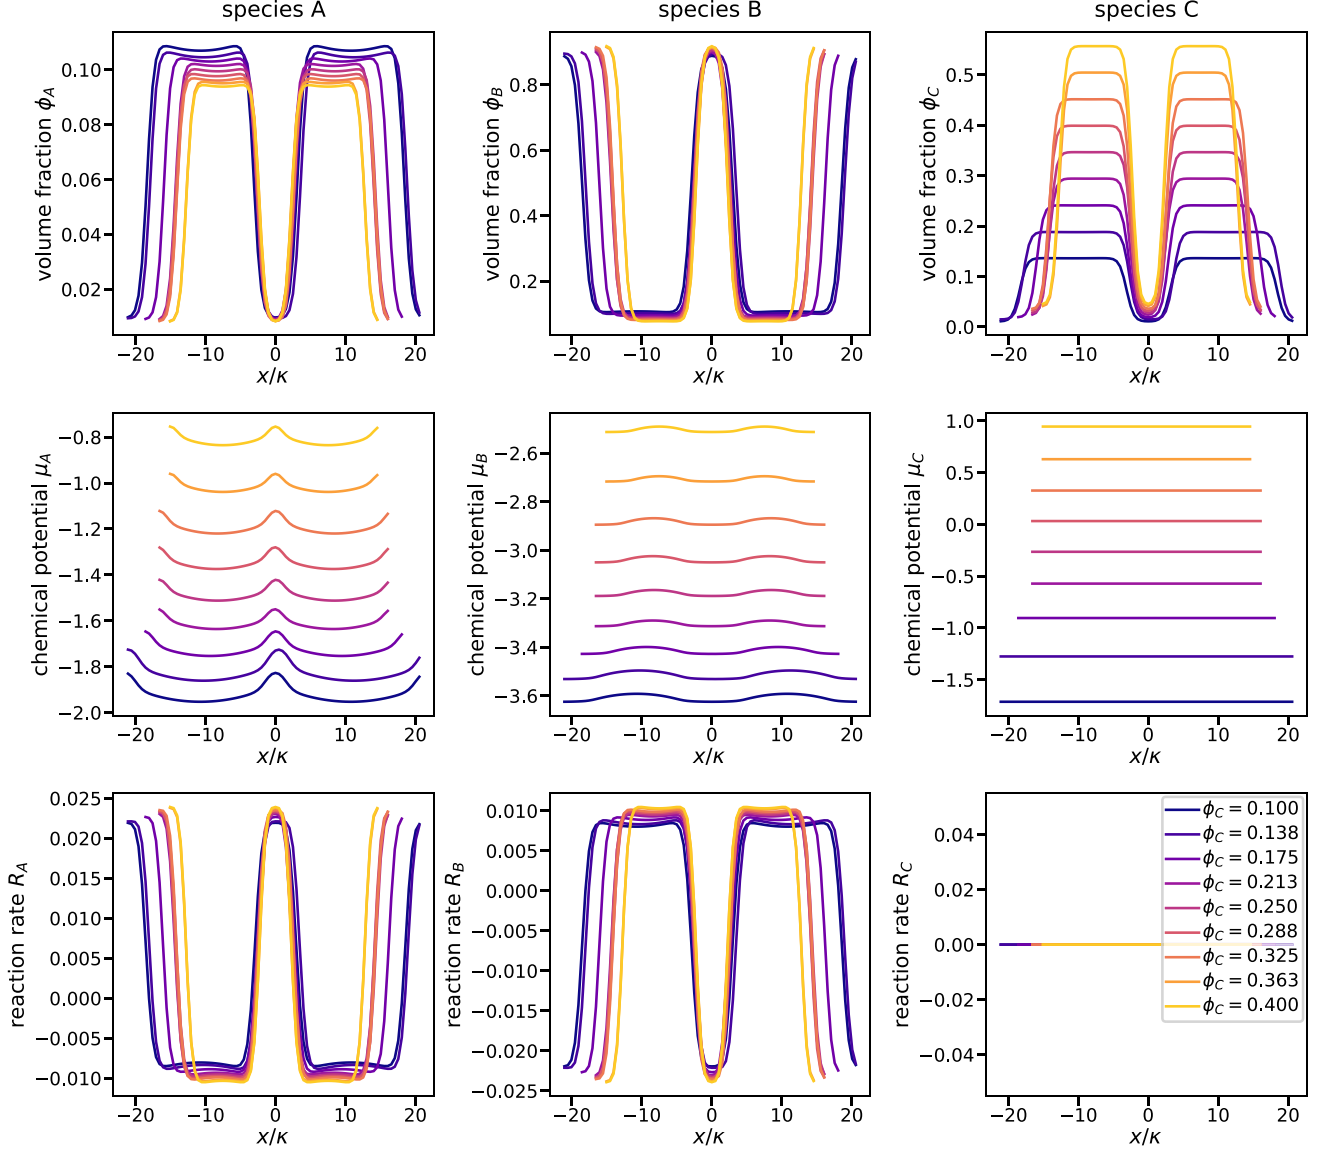 species A
species B
species C
volume fraction ϕ_A
0.10
0.08
0.06
0.04
0.02
−20 −10 0 10 20
x/κ
volume fraction ϕ_B
0.8
0.6
0.4
0.2
−20 −10 0 10 20
x/κ
volume fraction ϕ_C
0.5
0.4
0.3
0.2
0.1
0.0
−20 −10 0 10 20
x/κ
chemical potential μ_A
−0.8
−1.0
−1.2
−1.4
−1.6
−1.8
−2.0
−20 −10 0 10 20
x/κ
chemical potential μ_B
−2.6
−2.8
−3.0
−3.2
−3.4
−3.6
−20 −10 0 10 20
x/κ
chemical potential μ_C
1.0
0.5
0.0
−0.5
−1.0
−1.5
−20 −10 0 10 20
x/κ
reaction rate R_A
0.025
0.020
0.015
0.010
0.005
0.000
−0.005
−0.010
−20 −10 0 10 20
x/κ
reaction rate R_B
0.010
0.005
0.000
−0.005
−0.010
−0.015
−0.020
−0.025
−20 −10 0 10 20
x/κ
reaction rate R_C
0.04
0.02
0.00
−0.02
−0.04
−20 −10 0 10 20
x/κ
ϕ_C = 0.100
ϕ_C = 0.138
ϕ_C = 0.175
ϕ_C = 0.213
ϕ_C = 0.250
ϕ_C = 0.288
ϕ_C = 0.325
ϕ_C = 0.363
ϕ_C = 0.400